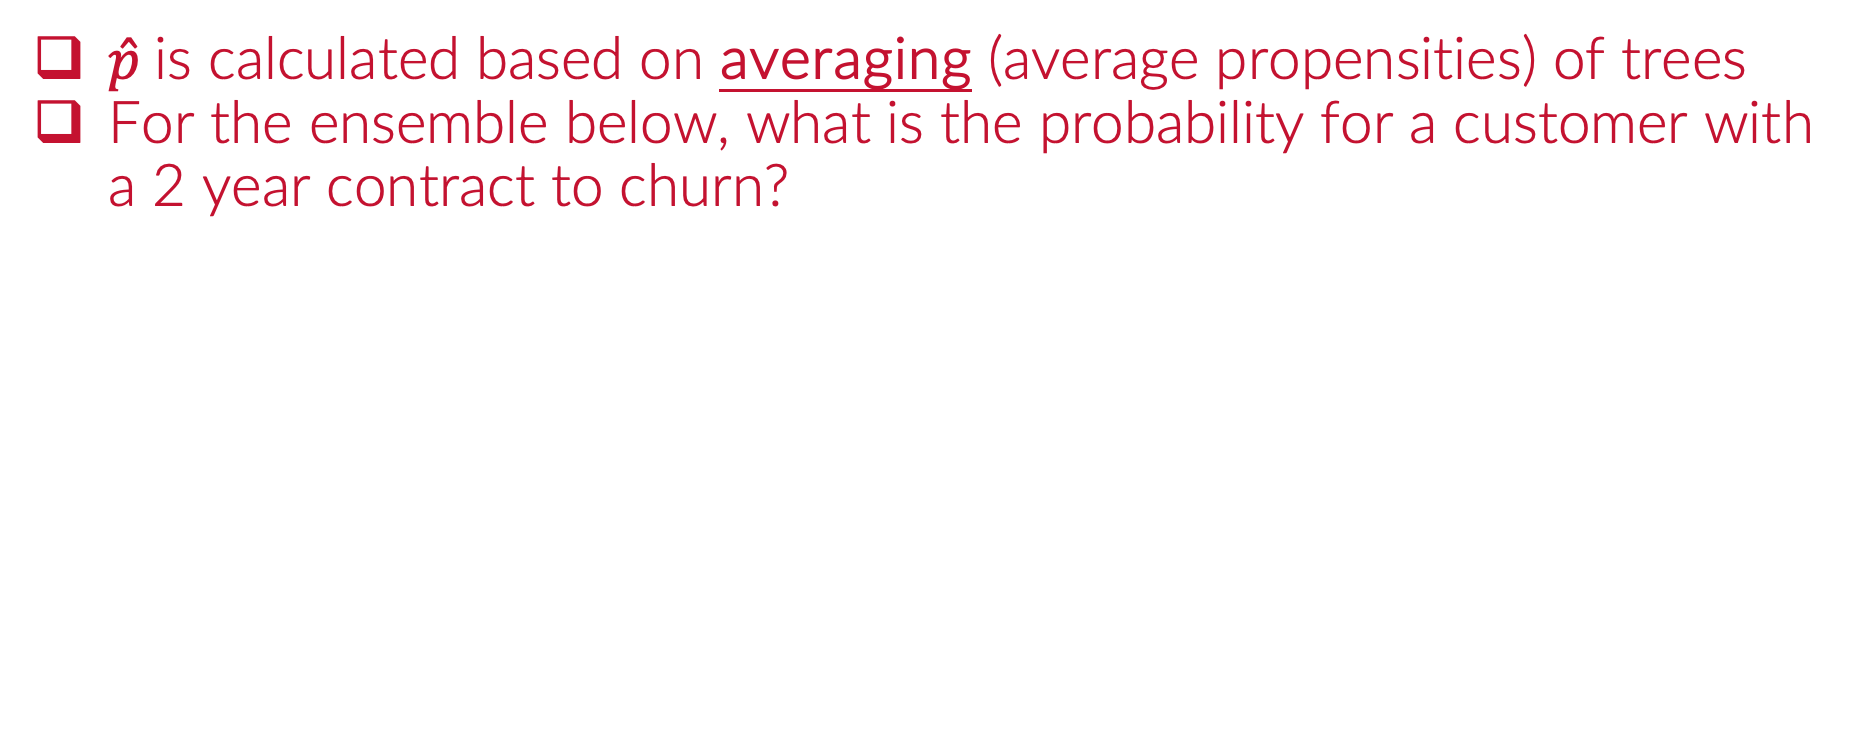 ❑ p̂ is calculated based on averaging (average propensities) of trees
❑ For the ensemble below, what is the probability for a customer with
a 2 year contract to churn?